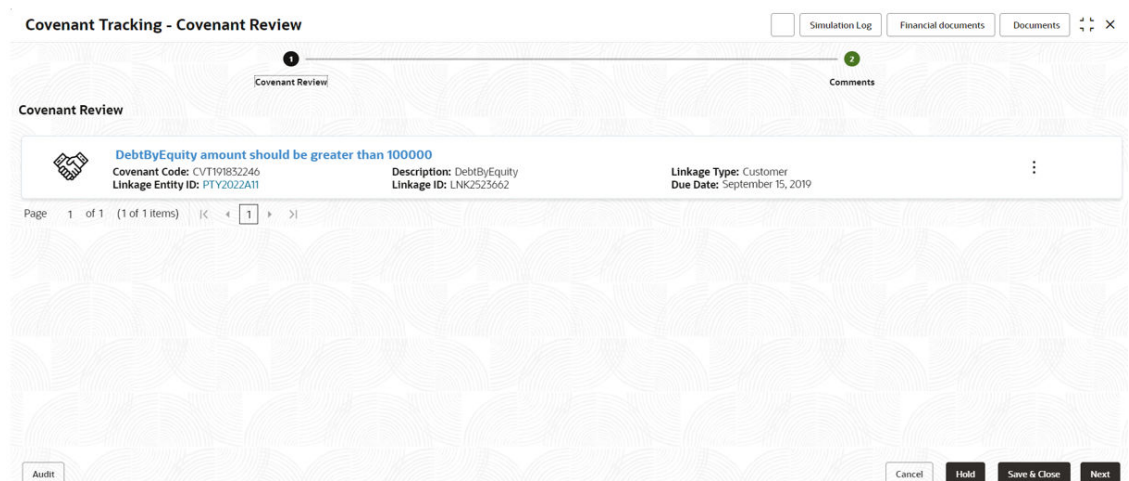 Covenant Tracking - Covenant Review
Simulation Log
Financial documents
Documents
1
2
Covenant Review
Comments
Covenant Review
DebtByEquity amount should be greater than 100000
Covenant Code: CVT191832246
Description: DebtByEquity
Linkage Type: Customer
Linkage Entity ID: PTY2022A11
Linkage ID: LNK2523662
Due Date: September 15, 2019
Page 1 of 1 (1 of 1 items) 1
Audit
Cancel
Hold
Save & Close
Next